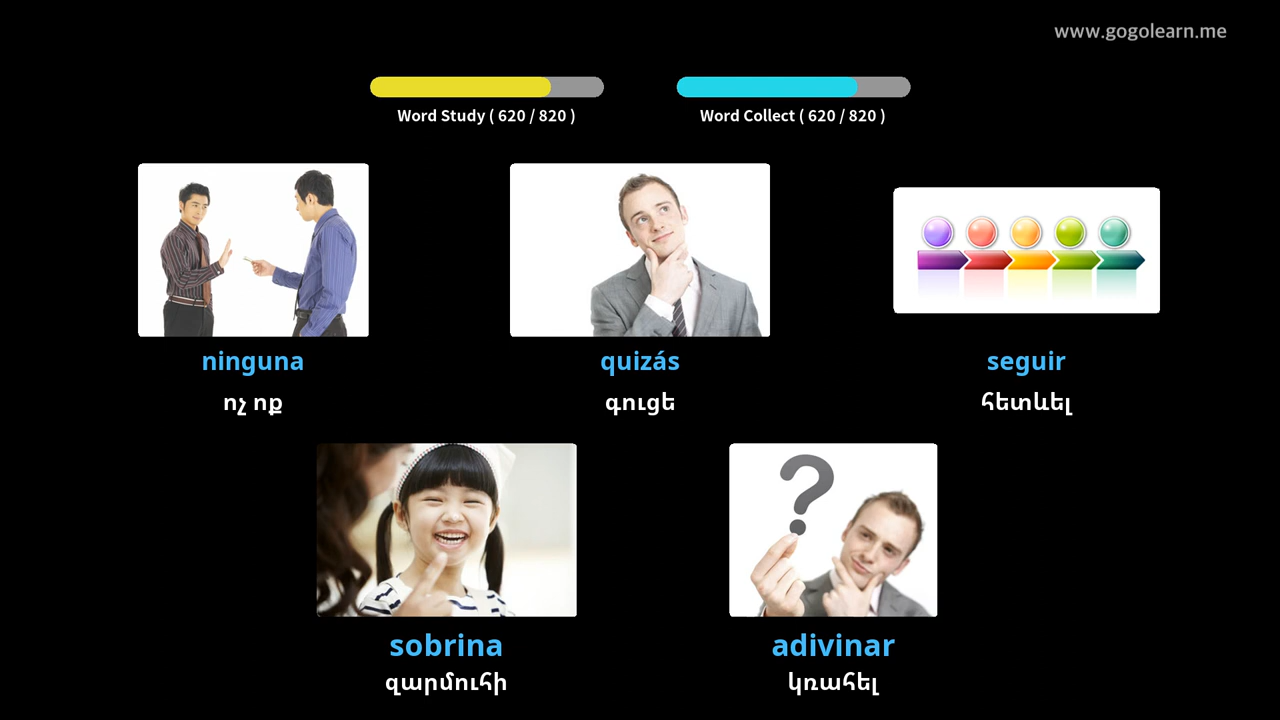 www.gogolearn.me
Word Study ( 620 / 820 )
Word Collect ( 620 / 820 )
ninguna
ոչ ոք
quizás
գուցե
seguir
հետևել
sobrina
զարմուհի
adivinar
կռահել